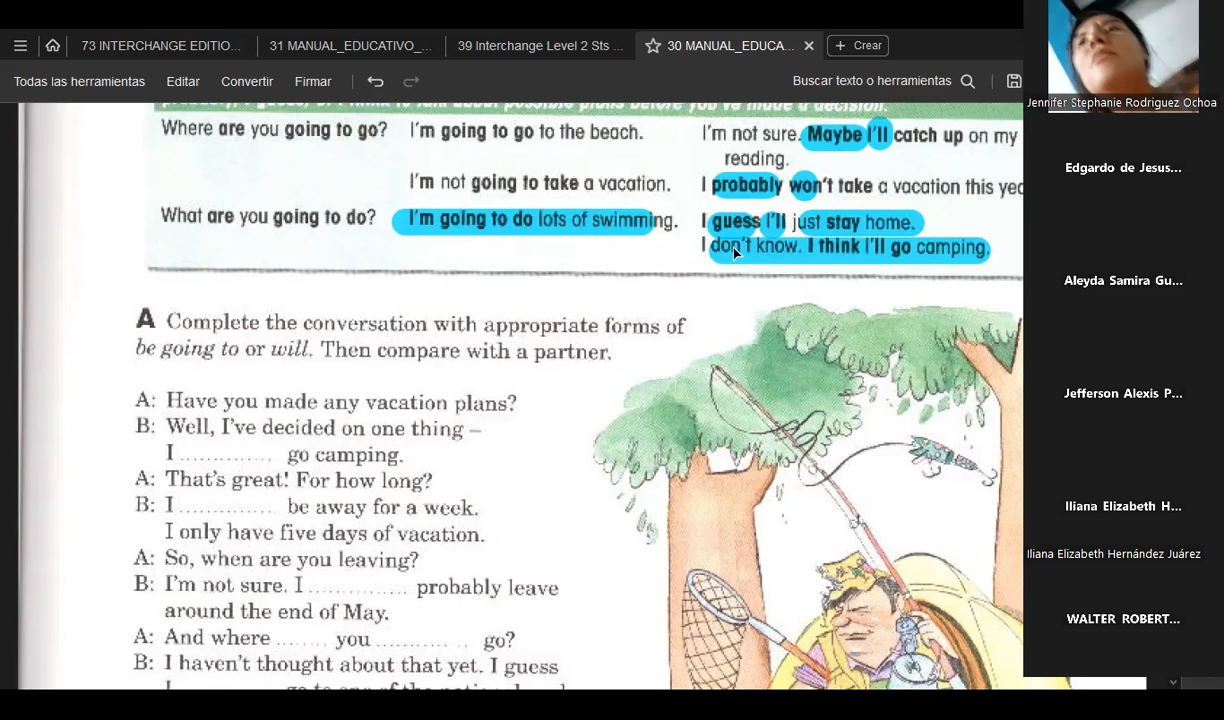 73 INTERCHANGE EDITIO...
31 MANUAL_EDUCATIVO_...
39 Interchange Level 2 Sts ...
30 MANUAL_EDUCA...
Crear
Todas las herramientas
Editar
Convertir
Firmar
Buscar texto o herramientas
Where are you going to go? I'm going to go to the beach. I'm not sure. Maybe I'll catch up on my
reading.
I'm not going to take a vacation. I probably won't take a vacation this yea
What are you going to do? I'm going to do lots of swimming. I guess I'll just stay home.
I don't know. I think I'll go camping.
A Complete the conversation with appropriate forms of
be going to or will. Then compare with a partner.
A: Have you made any vacation plans?
B: Well, I've decided on one thing –
I .............. go camping.
A: That's great! For how long?
B: I .............. be away for a week.
I only have five days of vacation.
A: So, when are you leaving?
B: I'm not sure. I .............. probably leave
around the end of May.
A: And where ........ you .............. go?
B: I haven't thought about that yet. I guess
Jennifer Stephanie Rodriguez Ochoa
Edgardo de Jesus...
Aleyda Samira Gu...
Jefferson Alexis P...
Iliana Elizabeth H...
Iliana Elizabeth Hernández Juárez
WALTER ROBERT...